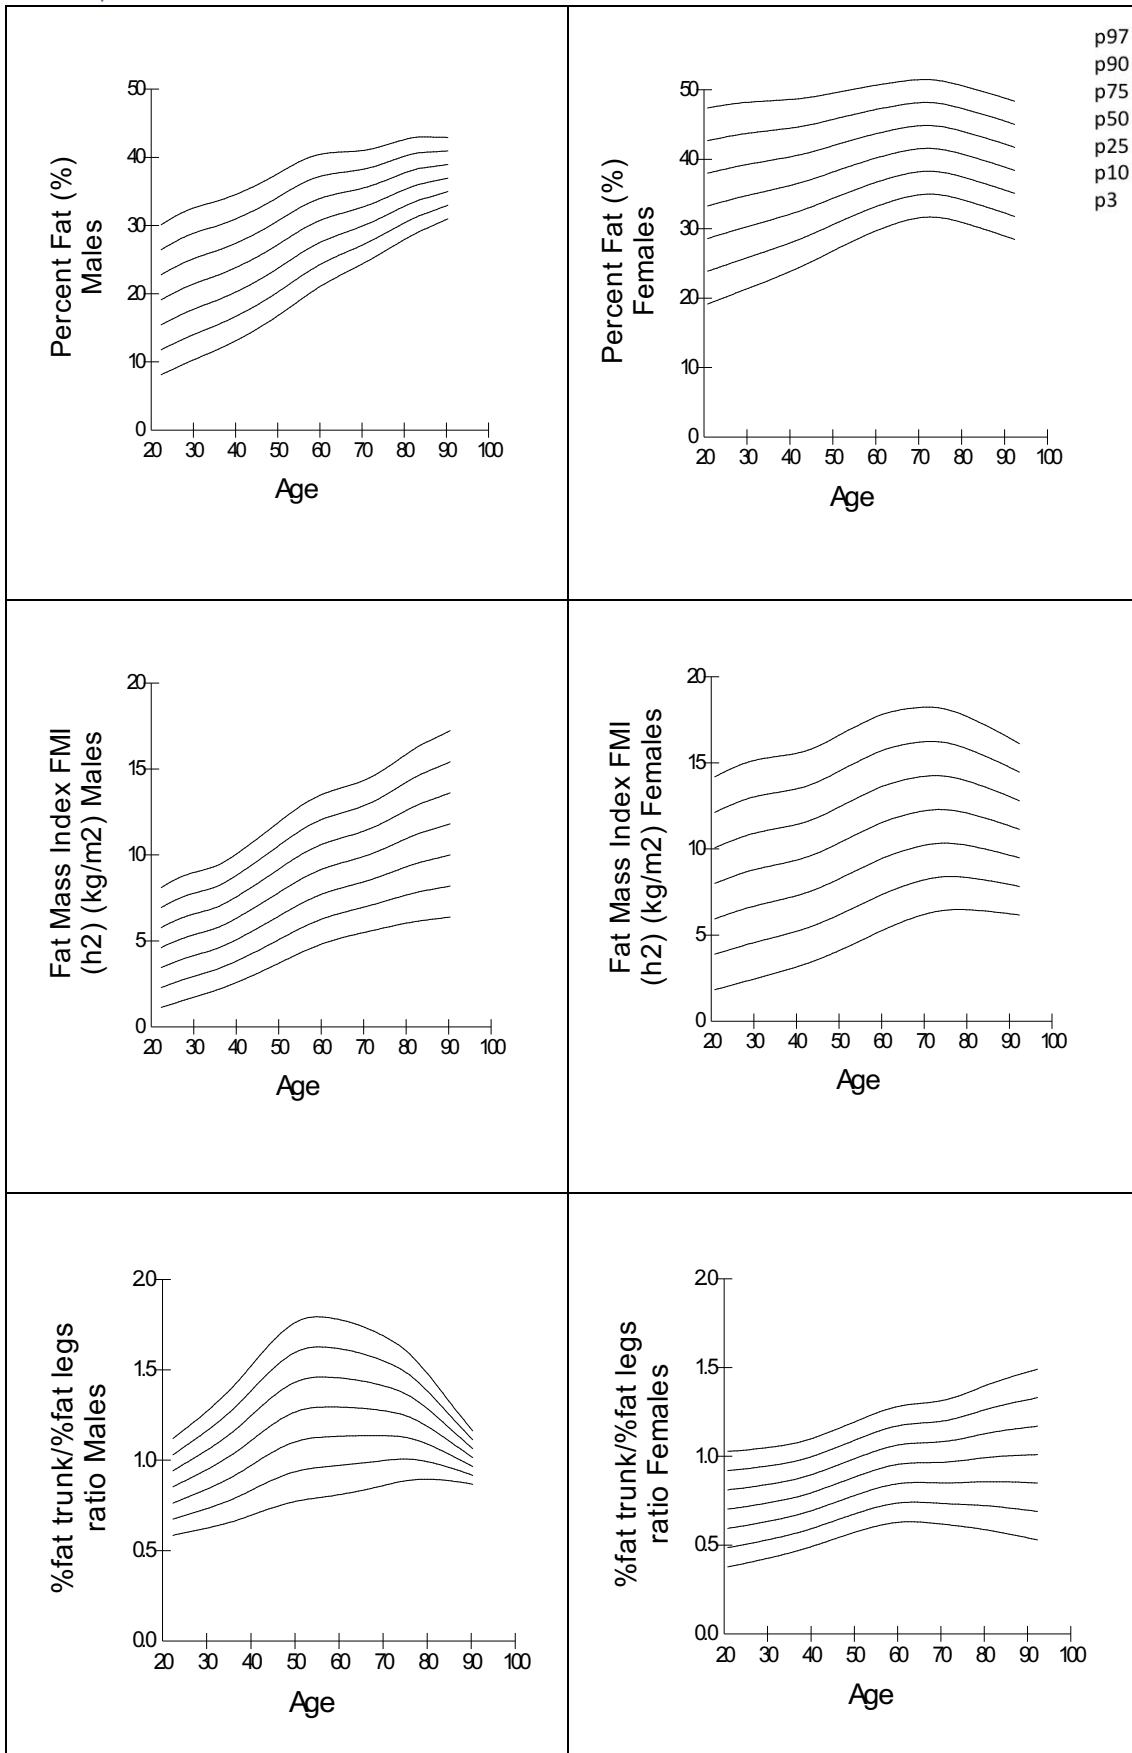 50
40
30
20
10
0
20 30 40 50 60 70 80 90 100
Percent Fat (%)
Males
Age
50
40
30
20
10
0
20 30 40 50 60 70 80 90 100
Percent Fat (%)
Females
Age
p97
p90
p75
p50
p25
p10
p3
20
15
10
5
0
20 30 40 50 60 70 80 90 100
Fat Mass Index FMI
(h2) (kg/m2) Males
Age
20
15
10
5
0
20 30 40 50 60 70 80 90 100
Fat Mass Index FMI
(h2) (kg/m2) Females
Age
2.0
1.5
1.0
0.5
0.0
20 30 40 50 60 70 80 90 100
%fat trunk/%fat legs
ratio Males
Age
2.0
1.5
1.0
0.5
0.0
20 30 40 50 60 70 80 90 100
%fat trunk/%fat legs
ratio Females
Age